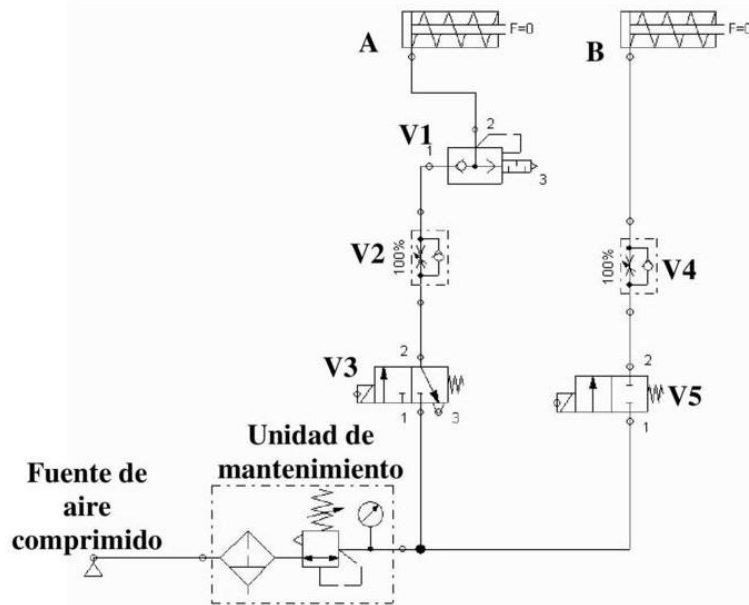 A
F=0
B
F=0
V1
2
1
3
V2
100%
V4
100%
V3
2
1
3
2
V5
1
Unidad de
mantenimiento
Fuente de
aire
comprimido